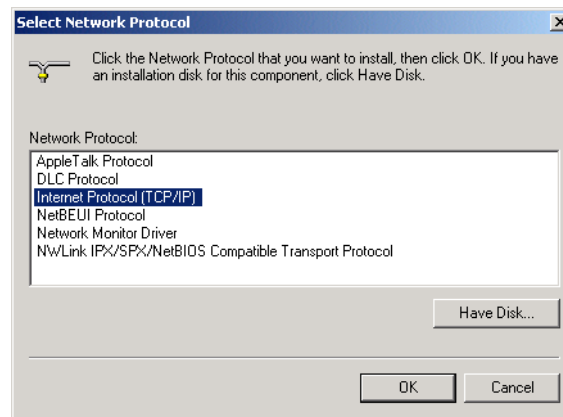 Select Network Protocol
Click the Network Protocol that you want to install, then click OK. If you have
an installation disk for this component, click Have Disk.
Network Protocol:
AppleTalk Protocol
DLC Protocol
Internet Protocol (TCP/IP)
NetBEUI Protocol
Network Monitor Driver
NWLink IPX/SPX/NetBIOS Compatible Transport Protocol
Have Disk...
OK
Cancel